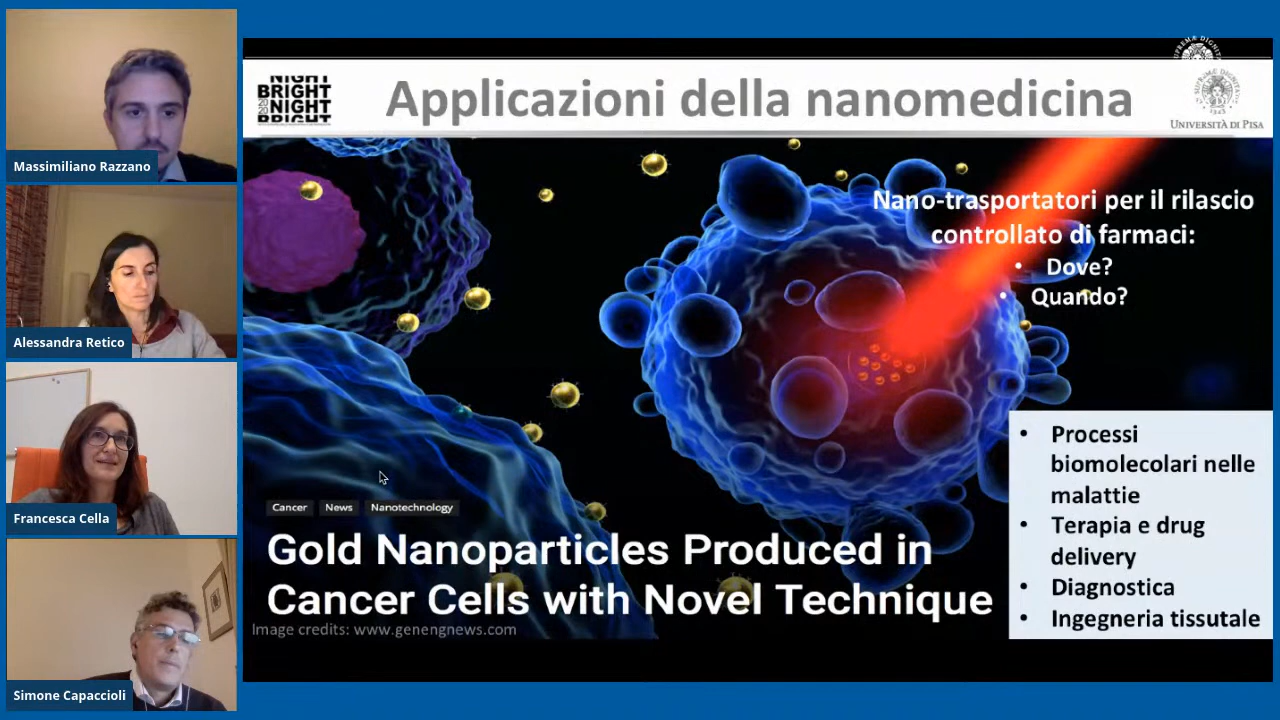 Massimiliano Razzano
Alessandra Retico
Francesca Cella
Simone Capaccioli
NIGHT
BRIGHT
NIGHT
BRIGHT
Applicazioni della nanomedicina
UNIVERSITÀ DI PISA
Nano-trasportatori per il rilascio
controllato di farmaci:
• Dove?
• Quando?
Cancer News Nanotechnology
Gold Nanoparticles Produced in
Cancer Cells with Novel Technique
Image credits: www.genengnews.com
• Processi
biomolecolari nelle
malattie
• Terapia e drug
delivery
• Diagnostica
• Ingegneria tissutale